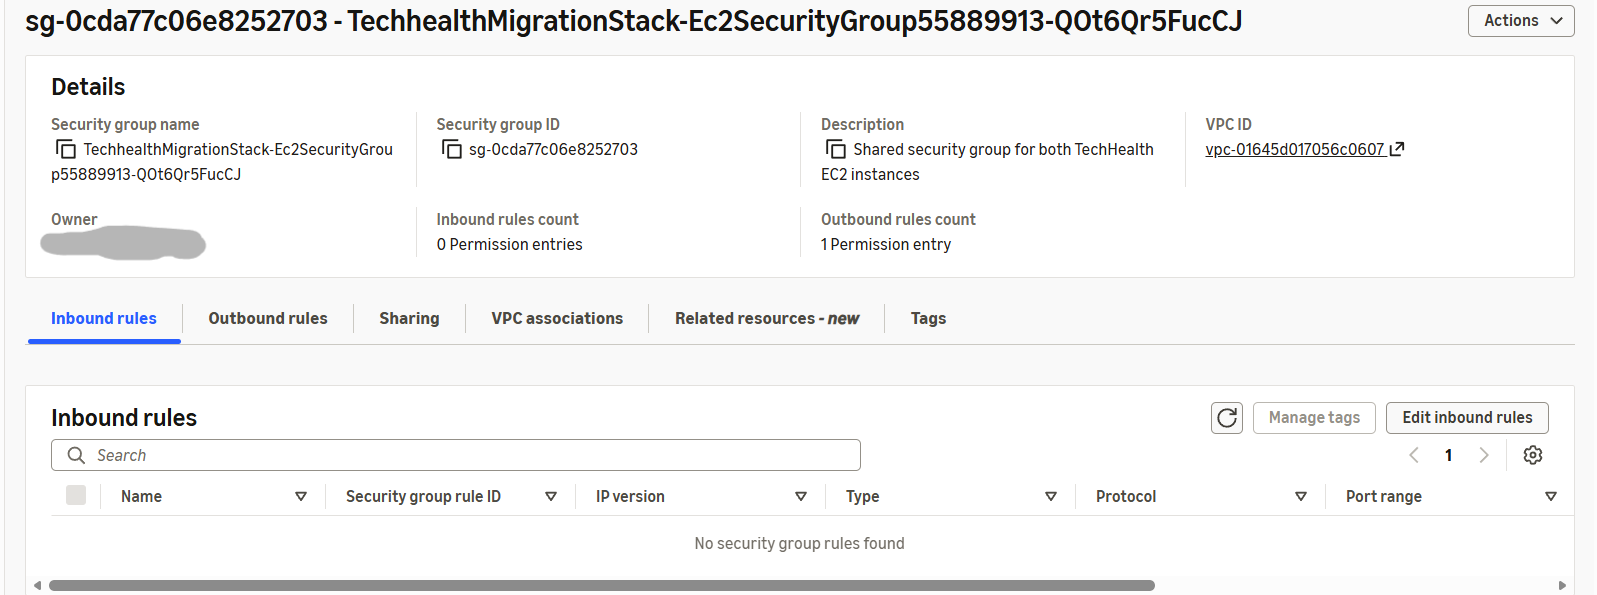 sg-0cda77c06e8252703 - TechhealthMigrationStack-Ec2SecurityGroup55889913-QOt6Qr5FucCJ
Actions
Details
Security group name
TechhealthMigrationStack-Ec2SecurityGrou
p55889913-QOt6Qr5FucCJ
Security group ID
sg-0cda77c06e8252703
Description
Shared security group for both TechHealth
EC2 instances
VPC ID
vpc-01645d017056c0607
Owner
Inbound rules count
0 Permission entries
Outbound rules count
1 Permission entry
Inbound rules
Outbound rules
Sharing
VPC associations
Related resources - new
Tags
Inbound rules
Manage tags
Edit inbound rules
Search
1
Name
Security group rule ID
IP version
Type
Protocol
Port range
No security group rules found